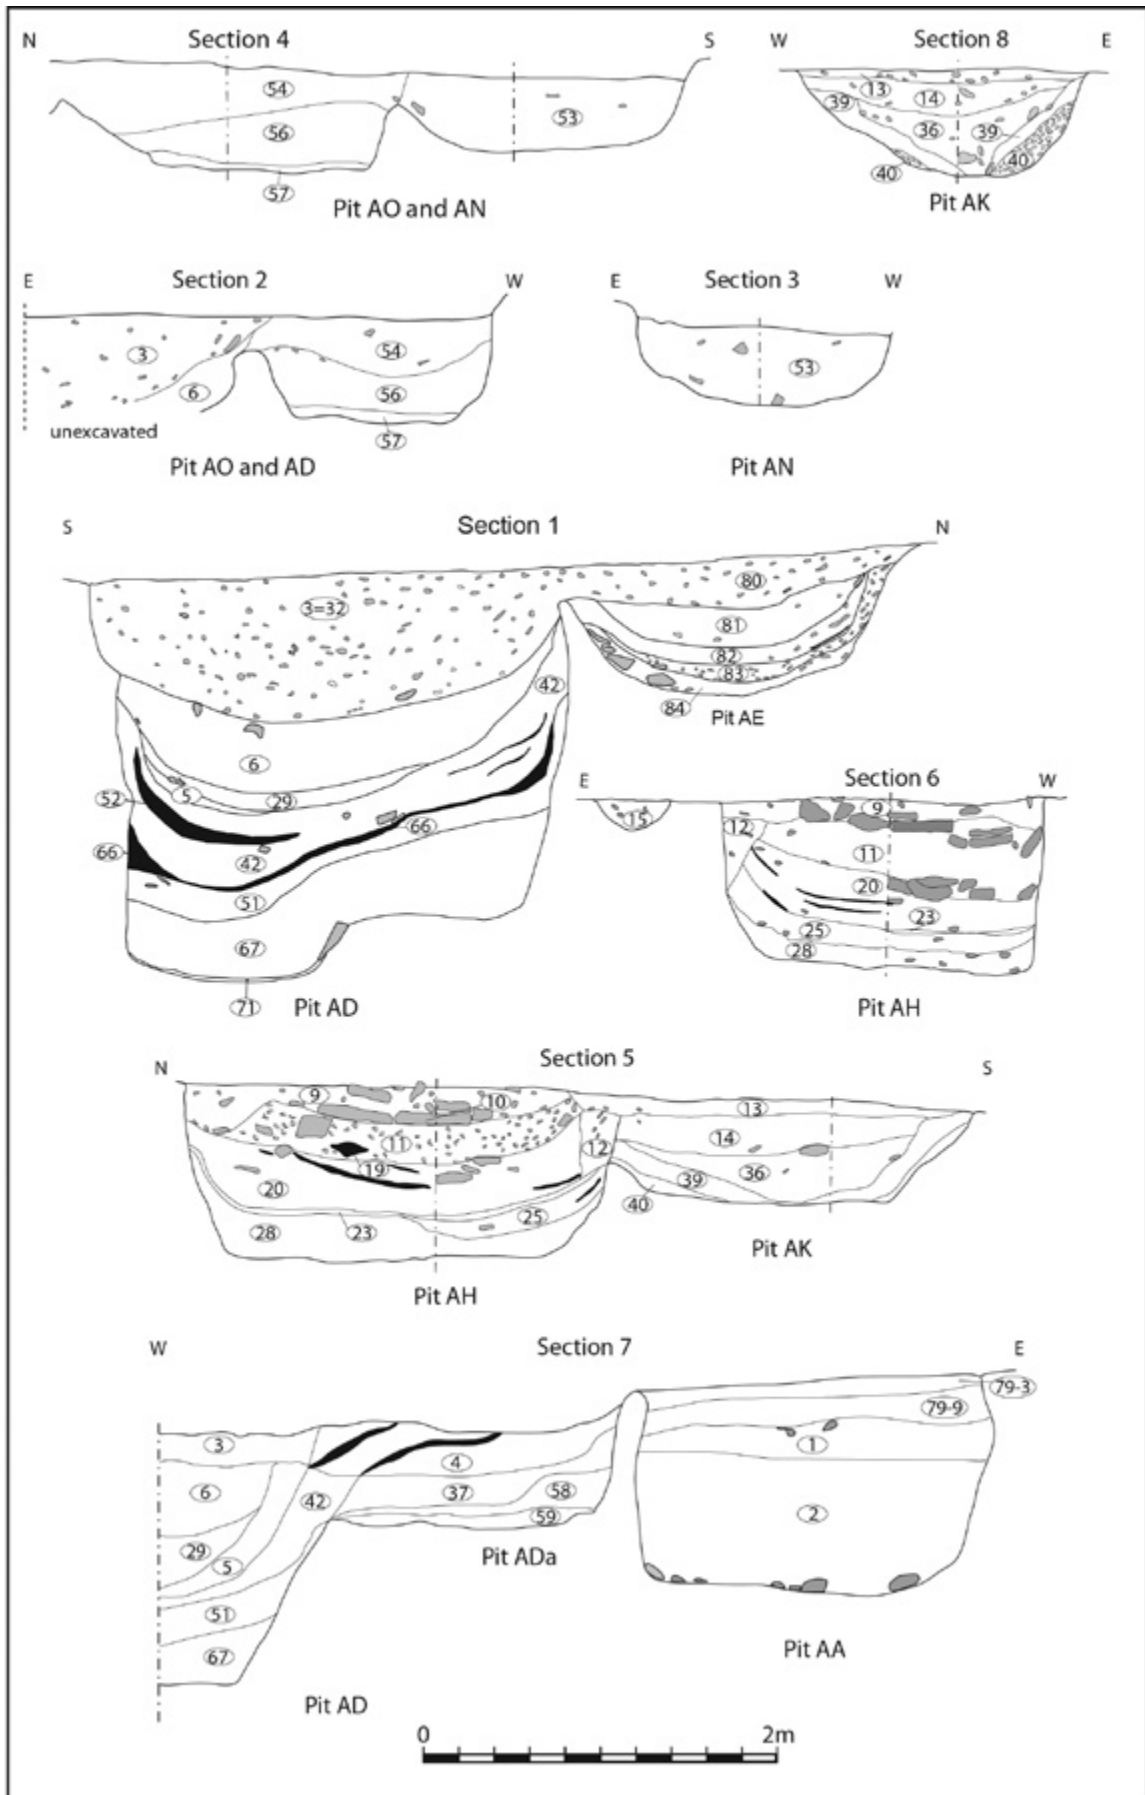 N Section 4 S
54
56
53
57
Pit AO and AN
W Section 8 E
13
39 14
36 39
40 40
Pit AK
E Section 2 W
3 54
6 56
unexcavated 57
Pit AO and AD
E Section 3 W
53
Pit AN
S Section 1 N
80
3=32
81
82
83
42
84
Pit AE
6
5 29
52
66
66
42
51
67
71
Pit AD
E Section 6 W
15 12 9
11
20
23
25
28
Pit AH
N Section 5 S
9 10 13
11 12 14
19 36
20 39
25 40
28 23
Pit AK
Pit AH
W Section 7 E
79-3
79-9
3 1
4
6 42 37 58
59
2
29 5
Pit ADa
51
67
Pit AA
Pit AD
0 2m